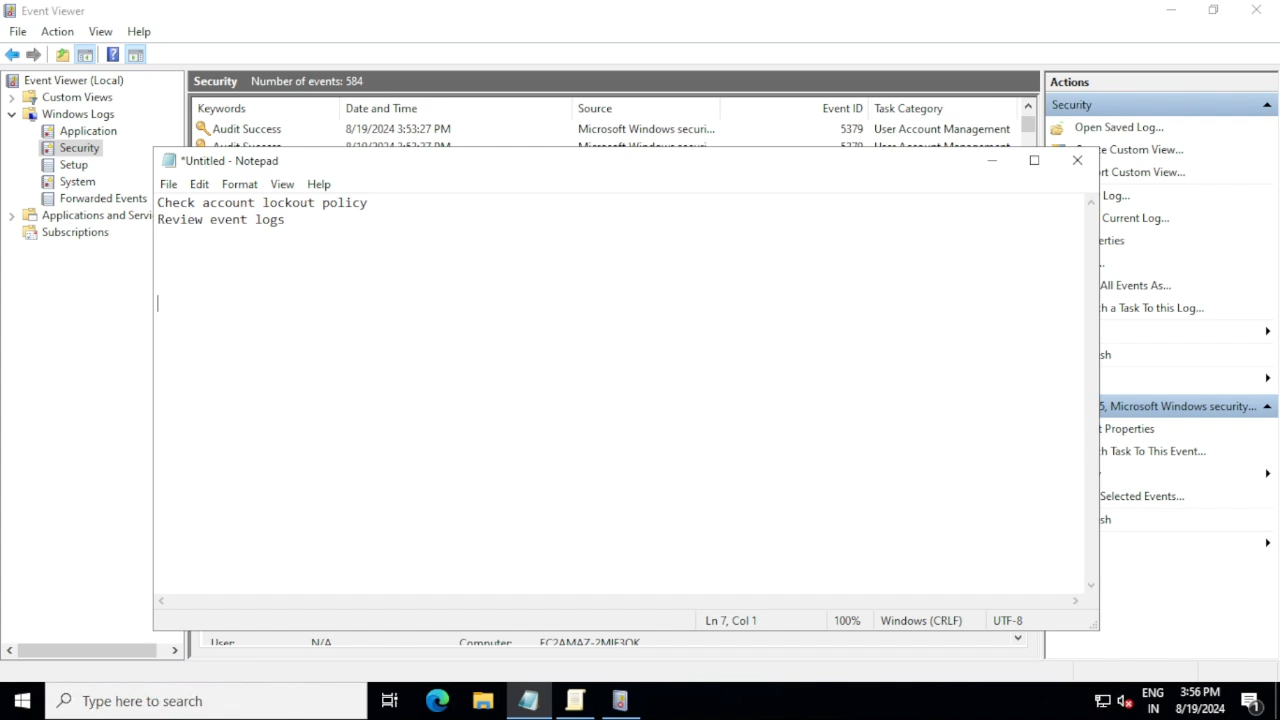 Event Viewer
File Action View Help
Event Viewer (Local)
Custom Views
Windows Logs
Application
Security
Setup
System
Forwarded Events
Applications and Servi
Subscriptions
Security Number of events: 584
Keywords Date and Time Source Event ID Task Category
Audit Success 8/19/2024 3:53:27 PM Microsoft Windows securi... 5379 User Account Management
*Untitled - Notepad
File Edit Format View Help
Check account lockout policy
Review event logs
Ln 7, Col 1 100% Windows (CRLF) UTF-8
User: N/A Computer: EC2AMAZ-2MIF3QK
Actions
Security
Open Saved Log...
Custom View...
rt Custom View...
Log...
Current Log...
erties
...
All Events As...
h a Task To this Log...
sh
5, Microsoft Windows security...
t Properties
h Task To This Event...
Selected Events...
sh
Type here to search
ENG
IN
3:56 PM
8/19/2024
1